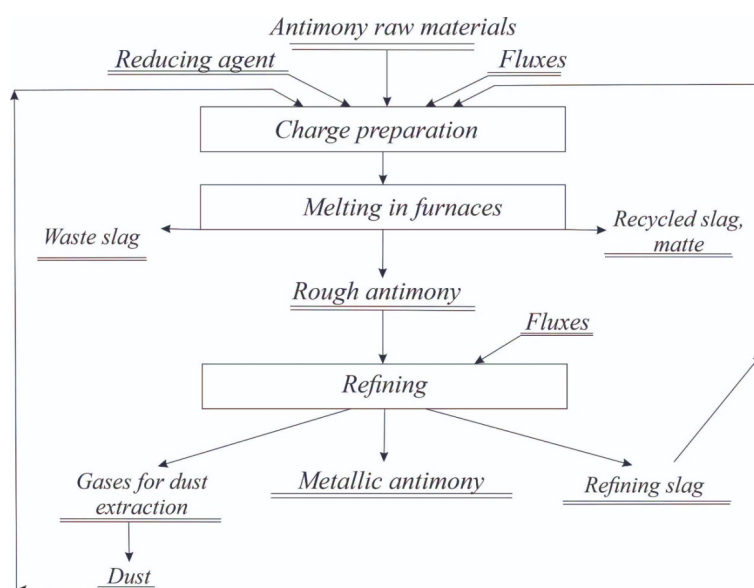 Antimony raw materials
Reducing agent
Fluxes
Charge preparation
Melting in furnaces
Waste slag
Recycled slag,
matte
Rough antimony
Fluxes
Refining
Gases for dust
extraction
Metallic antimony
Refining slag
Dust